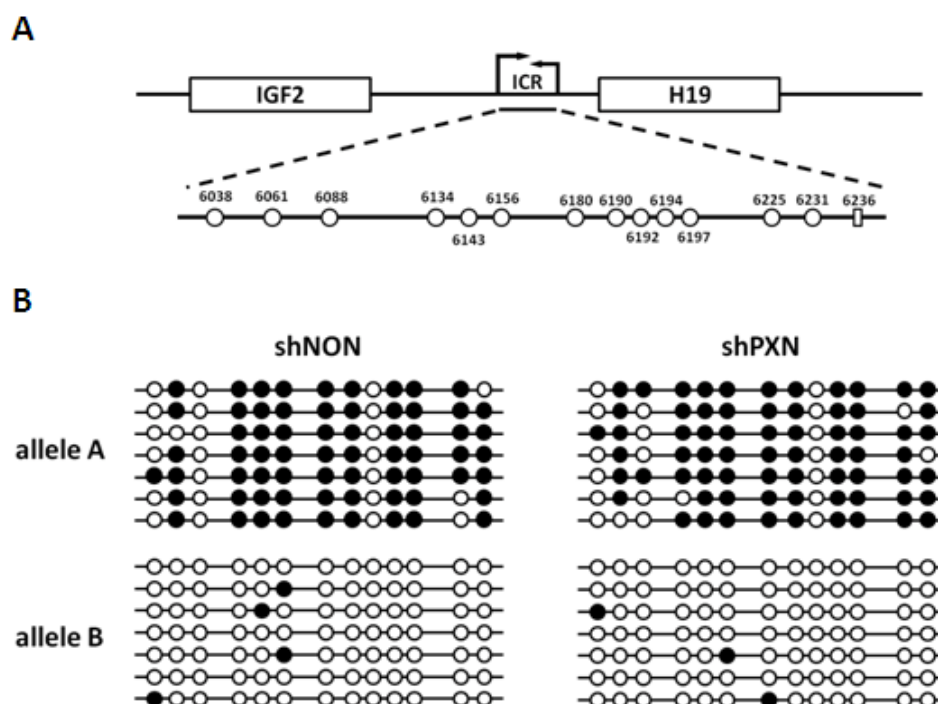 A
IGF2 ICR H19
6038 6061 6088 6134 6156 6180 6190 6194 6225 6231 6236
6143 6192 6197
B
shNON shPXN
allele A
allele B